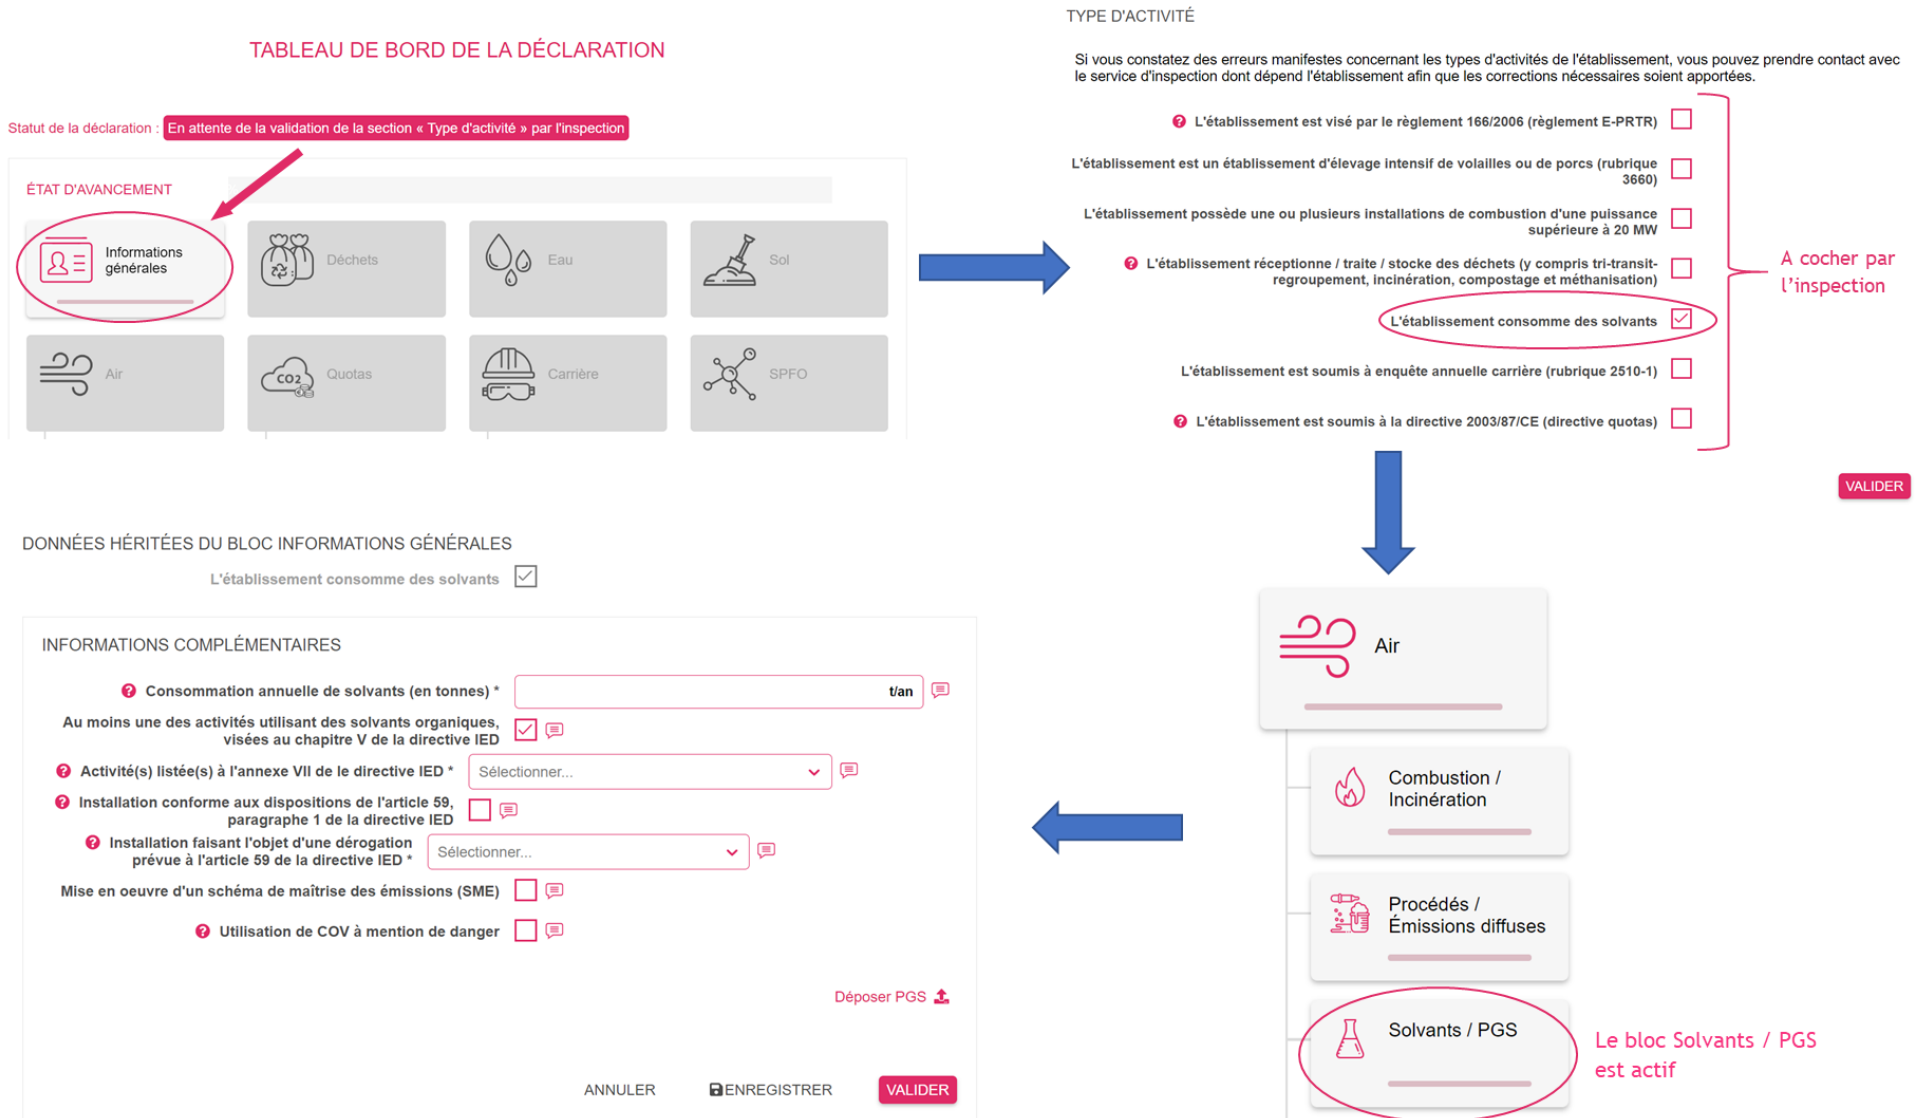 TABLEAU DE BORD DE LA DÉCLARATION
Statut de la déclaration : En attente de la validation de la section « Type d'activité » par l'inspection
ÉTAT D'AVANCEMENT
Informations
générales
Déchets
Eau
Sol
Air
CO2
Quotas
Carrière
SPFO
TYPE D'ACTIVITÉ
Si vous constatez des erreurs manifestes concernant les types d'activités de l'établissement, vous pouvez prendre contact avec
le service d'inspection dont dépend l'établissement afin que les corrections nécessaires soient apportées.
? L'établissement est visé par le règlement 166/2006 (règlement E-PRTR)
L'établissement est un établissement d'élevage intensif de volailles ou de porcs (rubrique
3660)
L'établissement possède une ou plusieurs installations de combustion d'une puissance
supérieure à 20 MW
? L'établissement réceptionne / traite / stocke des déchets (y compris tri-transit-
regroupement, incinération, compostage et méthanisation)
L'établissement consomme des solvants
L'établissement est soumis à enquête annuelle carrière (rubrique 2510-1)
? L'établissement est soumis à la directive 2003/87/CE (directive quotas)
A cocher par
l'inspection
VALIDER
Air
Combustion /
Incinération
Procédés /
Émissions diffuses
Solvants / PGS
Le bloc Solvants / PGS
est actif
DONNÉES HÉRITÉES DU BLOC INFORMATIONS GÉNÉRALES
L'établissement consomme des solvants
INFORMATIONS COMPLÉMENTAIRES
? Consommation annuelle de solvants (en tonnes) * t/an
Au moins une des activités utilisant des solvants organiques,
visées au chapitre V de la directive IED
? Activité(s) listée(s) à l'annexe VII de le directive IED * Sélectionner...
? Installation conforme aux dispositions de l'article 59,
paragraphe 1 de la directive IED
? Installation faisant l'objet d'une dérogation
prévue à l'article 59 de la directive IED * Sélectionner...
Mise en oeuvre d'un schéma de maîtrise des émissions (SME)
? Utilisation de COV à mention de danger
Déposer PGS
ANNULER ENREGISTRER VALIDER